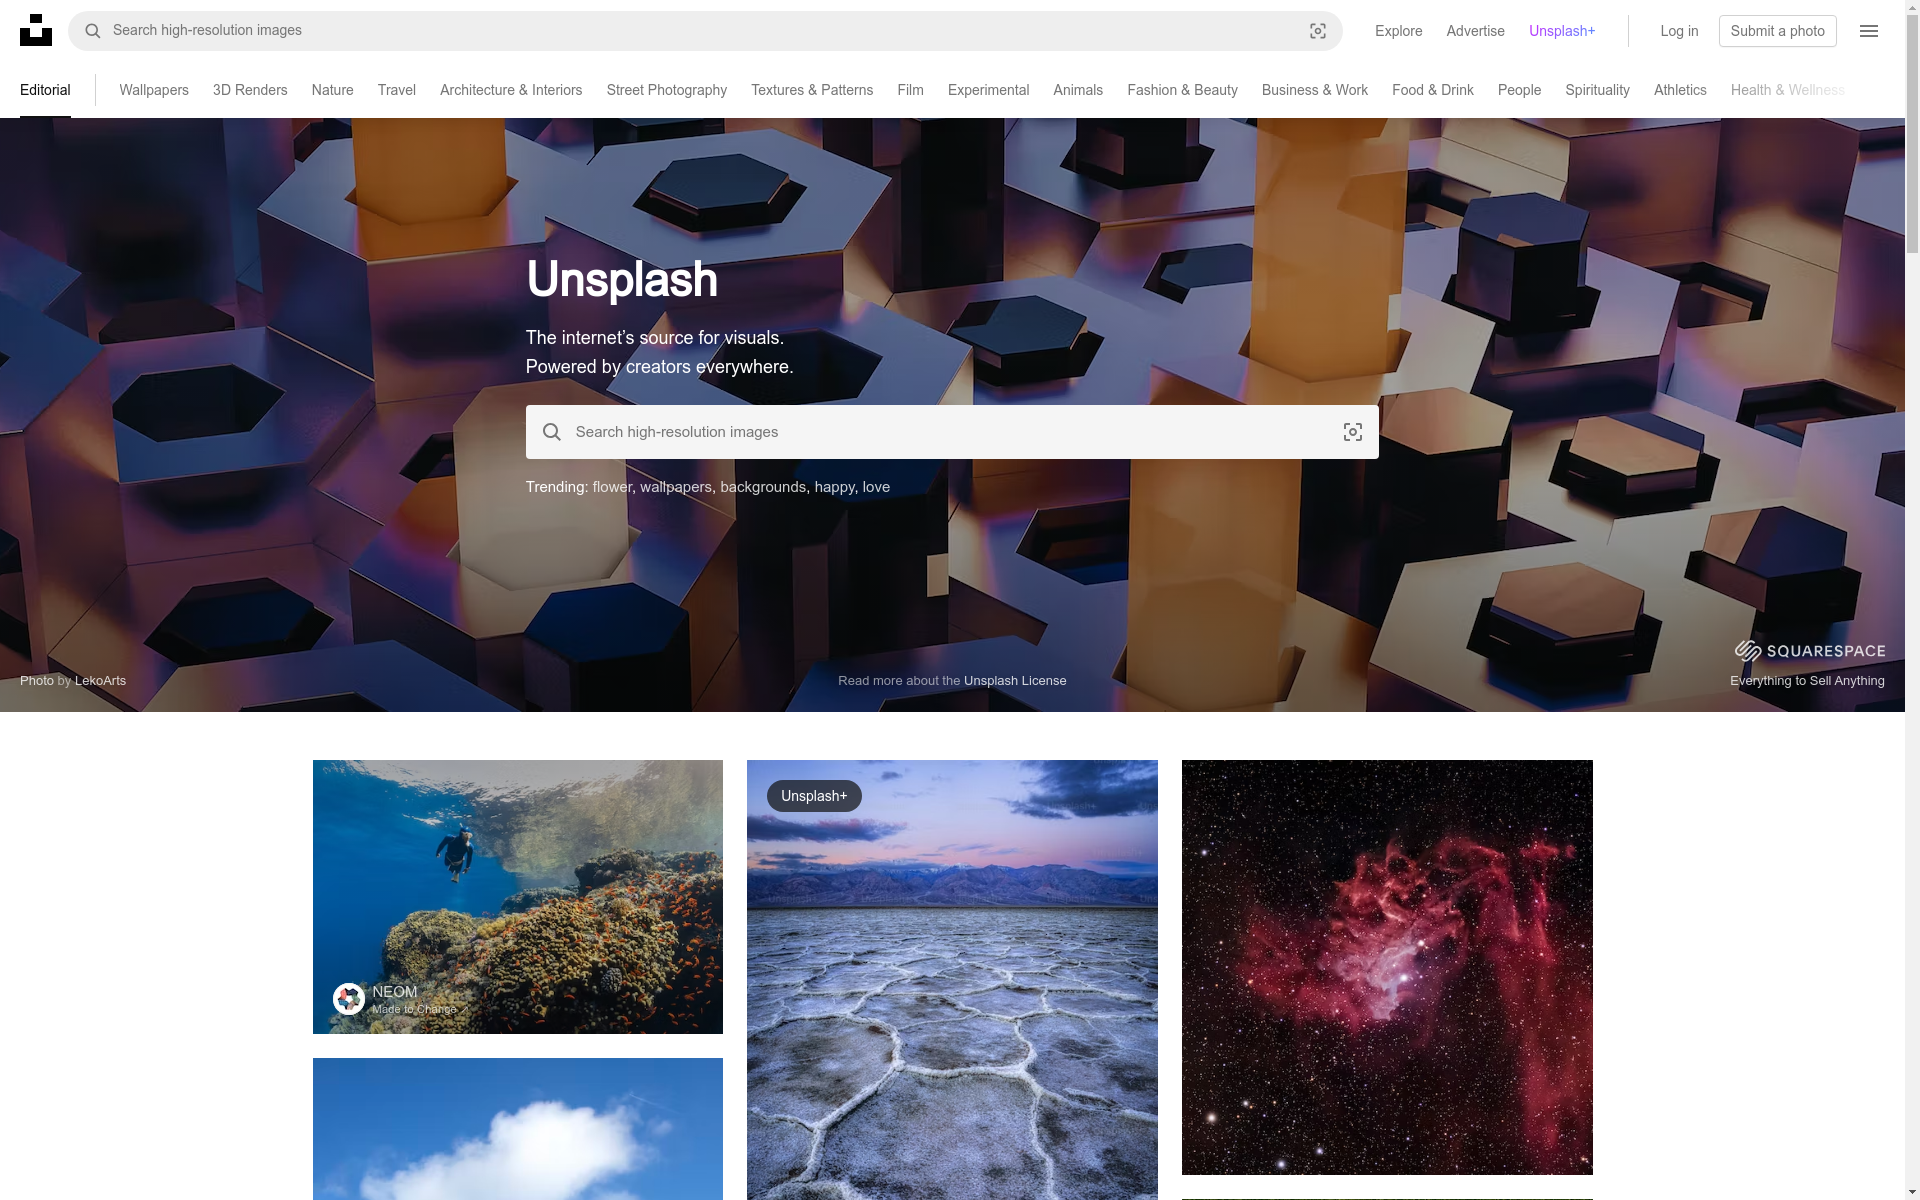 Search high-resolution images
Explore
Advertise
Unsplash+
Log in
Submit a photo
Editorial
Wallpapers
3D Renders
Nature
Travel
Architecture & Interiors
Street Photography
Textures & Patterns
Film
Experimental
Animals
Fashion & Beauty
Business & Work
Food & Drink
People
Spirituality
Athletics
Health & Wellness
Unsplash
The internet’s source for visuals.
Powered by creators everywhere.
Search high-resolution images
Trending: flower, wallpapers, backgrounds, happy, love
SQUARESPACE
Photo by LekoArts
Read more about the Unsplash License
Everything to Sell Anything
Unsplash+
NEOM
Made to Change ↗